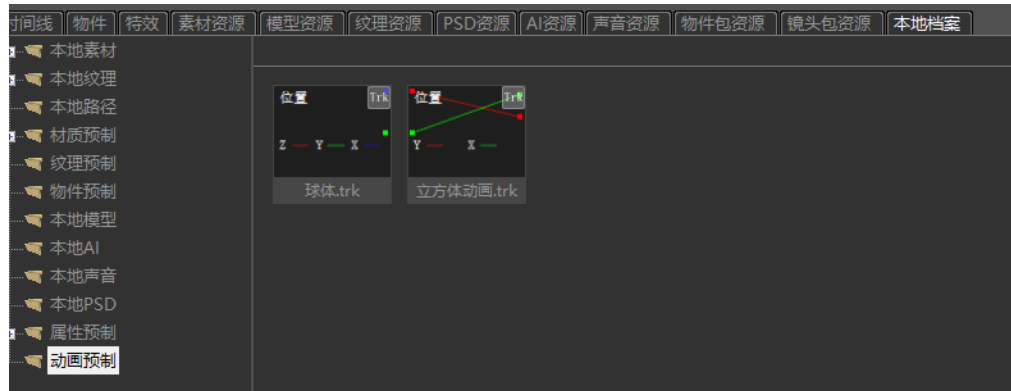 时间线 物件 特效 素材资源 模型资源 纹理资源 PSD资源 AI资源 声音资源 物件包资源 镜头包资源 本地档案
本地素材
本地纹理
本地路径
材质预制
纹理预制
物件预制
本地模型
本地AI
本地声音
本地PSD
属性预制
动画预制
位置 Trk
Z Y X
球体.trk
位置 Trk
Y X
立方体动画.trk